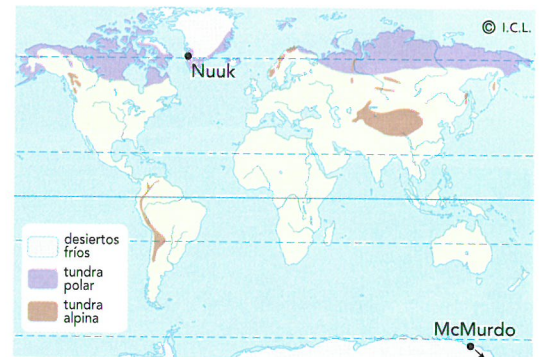 © I.C.L.
Nuuk
desiertos
fríos
tundra
polar
tundra
alpina
McMurdo